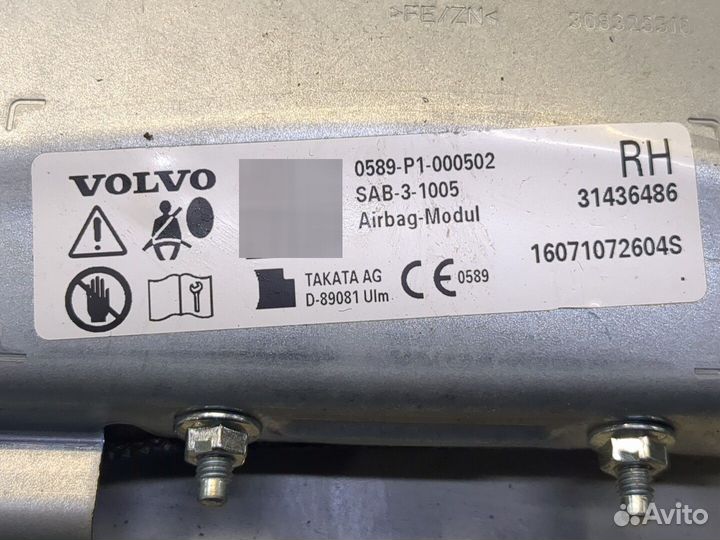 >FE/ZN<
VOLVO
0589-P1-000502
SAB-3-1005
Airbag-Modul
RH
31436486
16071072604S
TAKATA AG
D-89081 Ulm
CE 0589
Avito